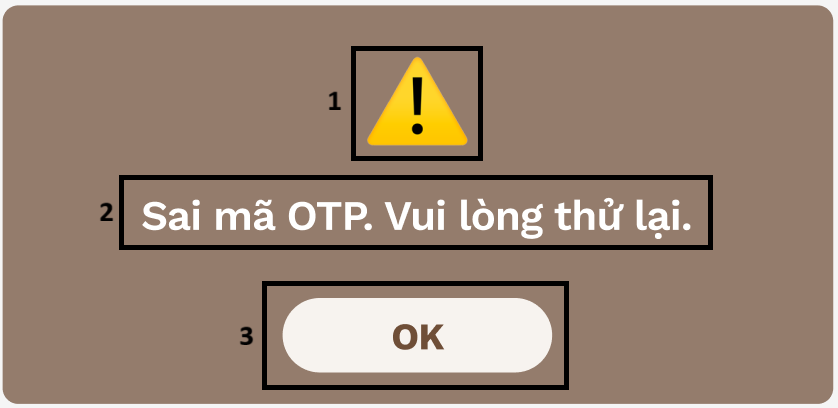 1
2 Sai mã OTP. Vui lòng thử lại.
3 OK